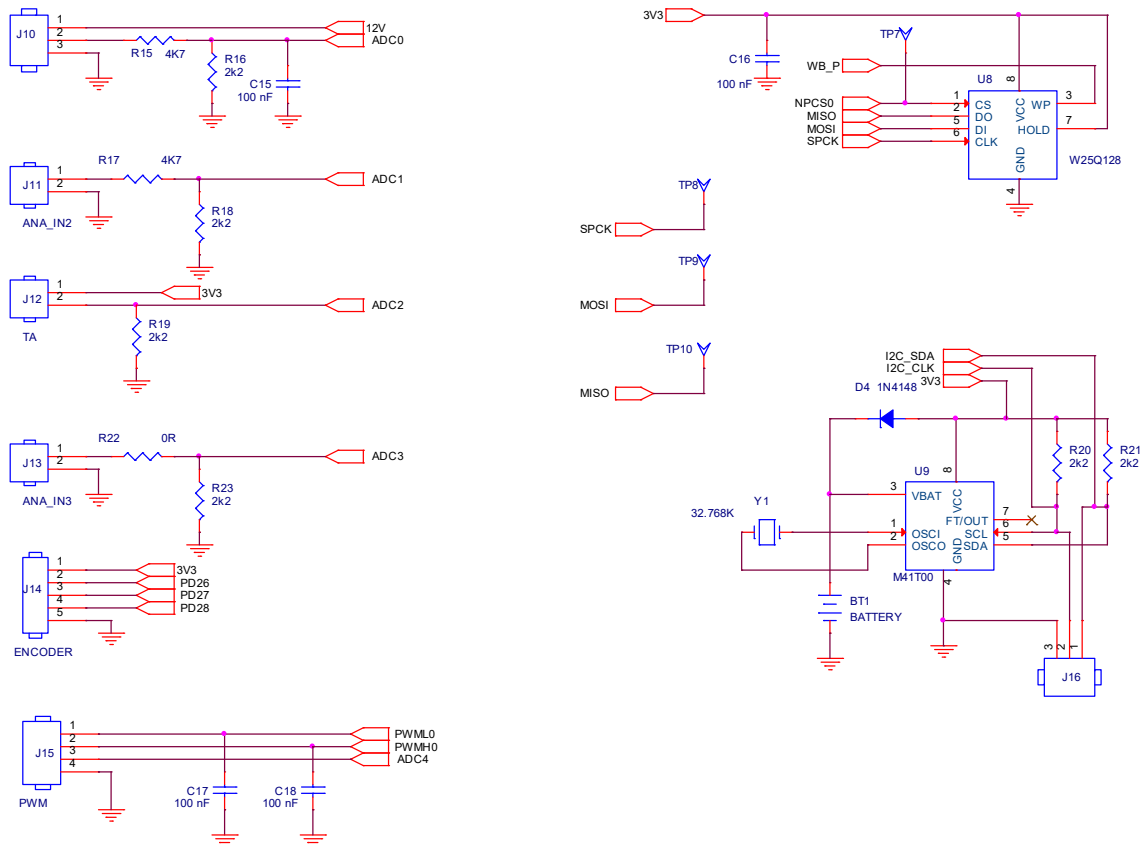 J10
1
2
3
12V
ADC0
R15
4K7
R16
2k2
C15
100 nF
J11
1
2
ANA_IN2
R17
4K7
ADC1
R18
2k2
J12
1
2
TA
3V3
ADC2
R19
2k2
J13
1
2
ANA_IN3
R22
0R
ADC3
R23
2k2
J14
1
2
3
4
5
ENCODER
3V3
PD26
PD27
PD28
J15
1
2
3
4
PWM
PWML0
PWMH0
ADC4
C17
100 nF
C18
100 nF
3V3
C16
100 nF
TP7
WB_P
NPCS0
MISO
MOSI
SPCK
U8
1
2
5
6
8
3
7
4
CS
DO
DI
CLK
VCC
WP
HOLD
GND
W25Q128
TP8
SPCK
TP9
MOSI
TP10
MISO
I2C_SDA
I2C_CLK
3V3
D4 1N4148
R20
2k2
R21
2k2
U9
3
1
2
8
7
6
5
4
VBAT
VCC
FT/OUT
OSCI
SCL
OSCO
SDA
GND
M41T00
Y1
32.768K
BT1
BATTERY
3
2
1
J16